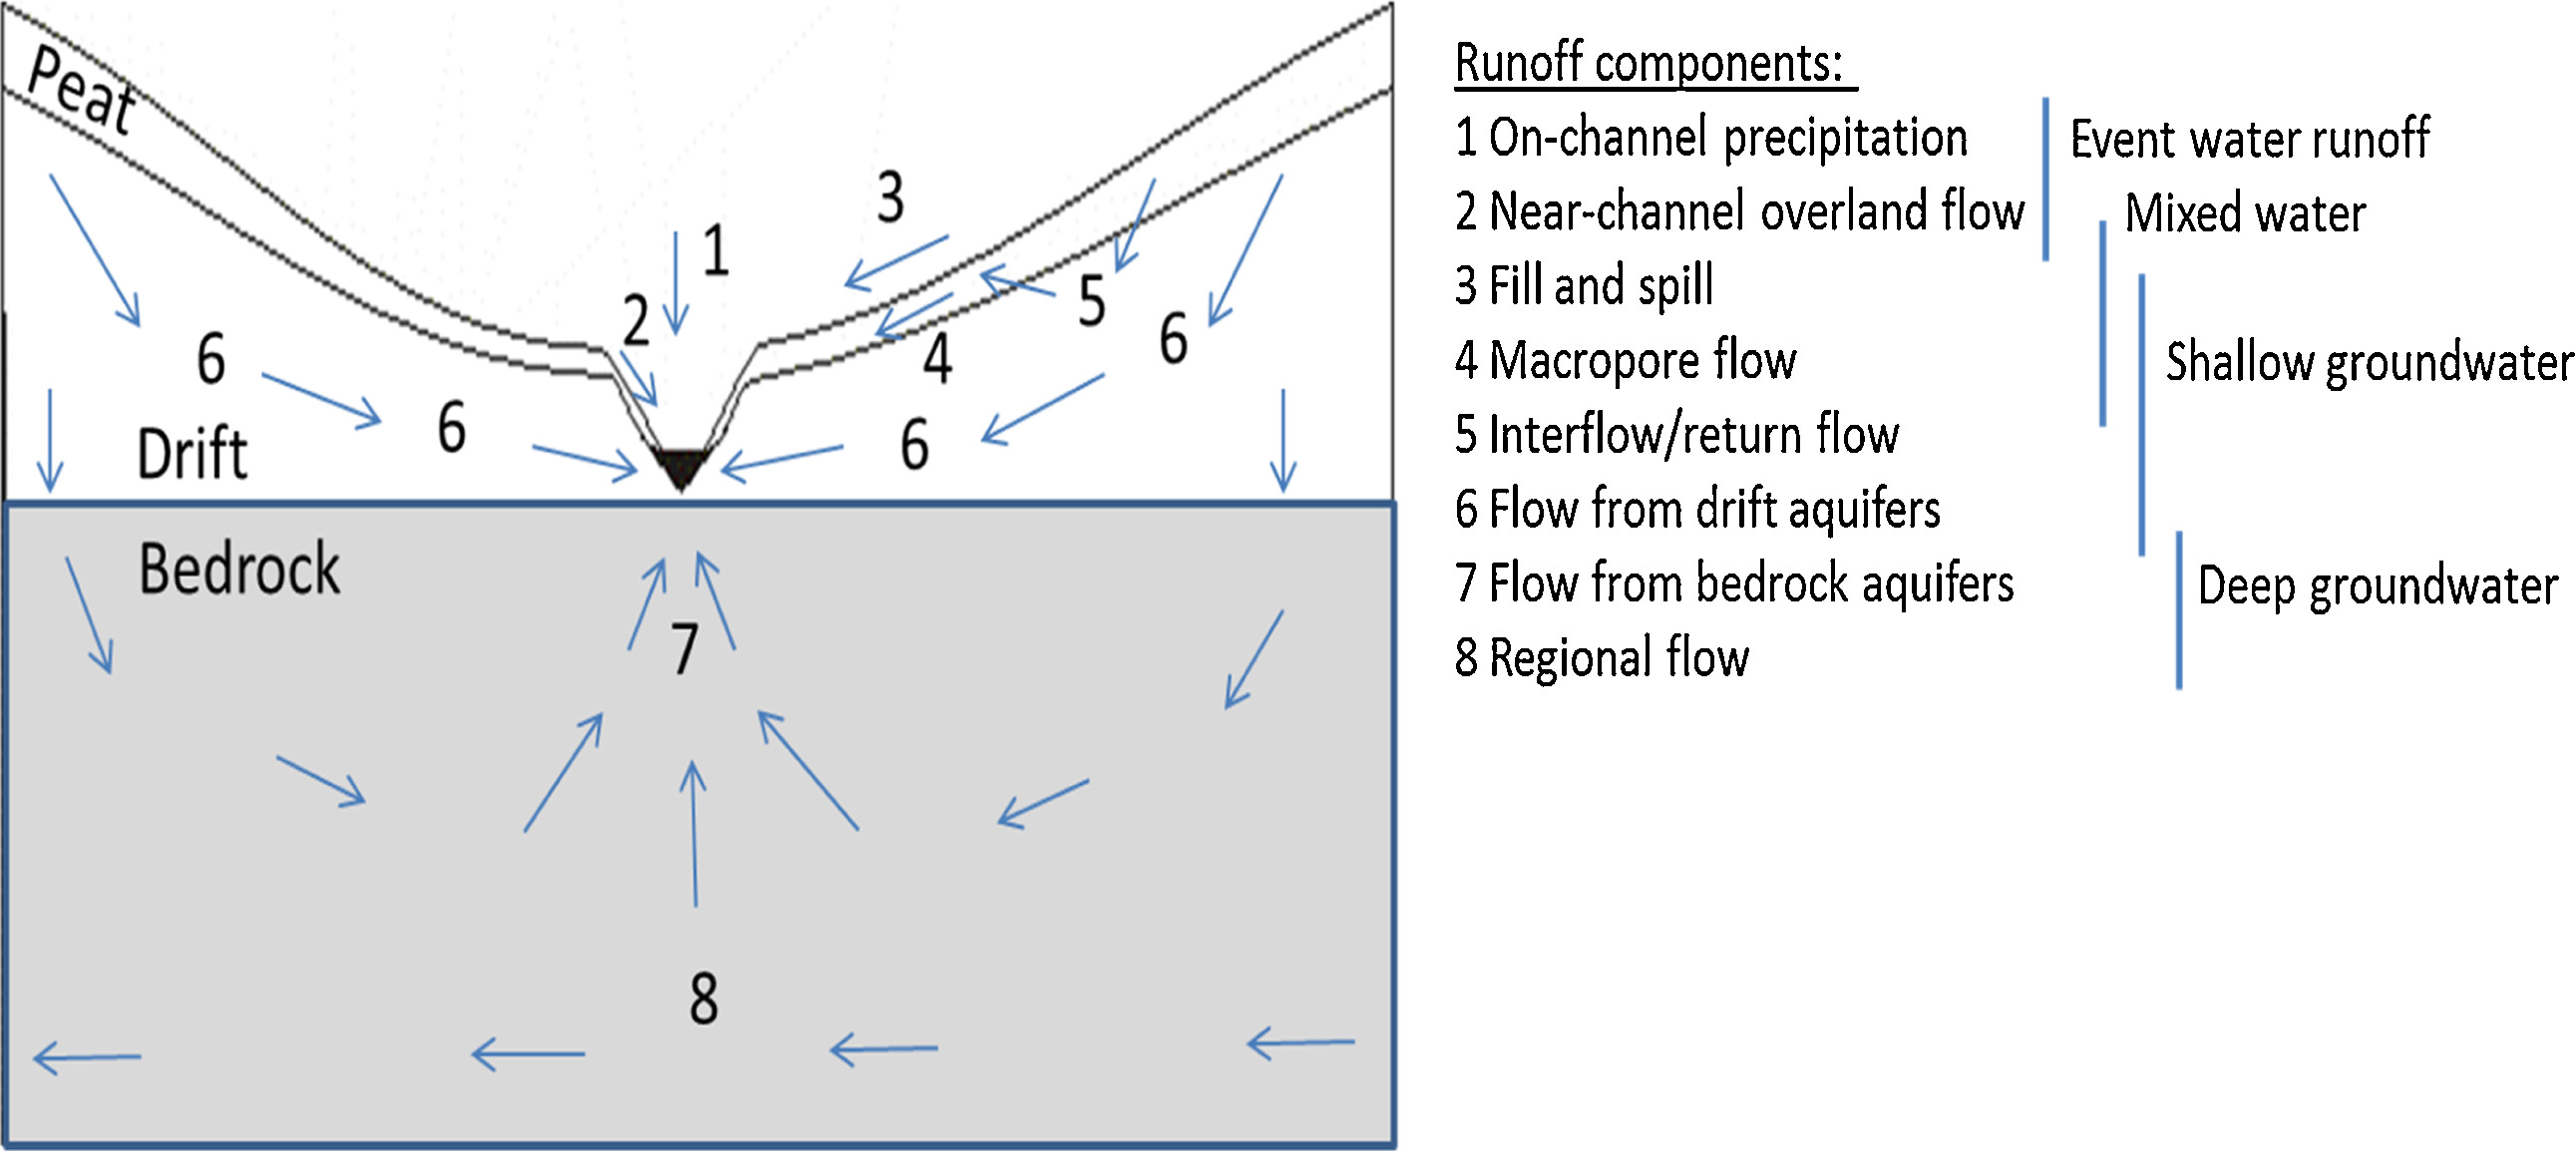 Peat
3
1
2
5
6
4
6
6
6
Drift
Bedrock
7
8
Runoff components:
1 On-channel precipitation
2 Near-channel overland flow
3 Fill and spill
4 Macropore flow
5 Interflow/return flow
6 Flow from drift aquifers
7 Flow from bedrock aquifers
8 Regional flow
Event water runoff
Mixed water
Shallow groundwater
Deep groundwater